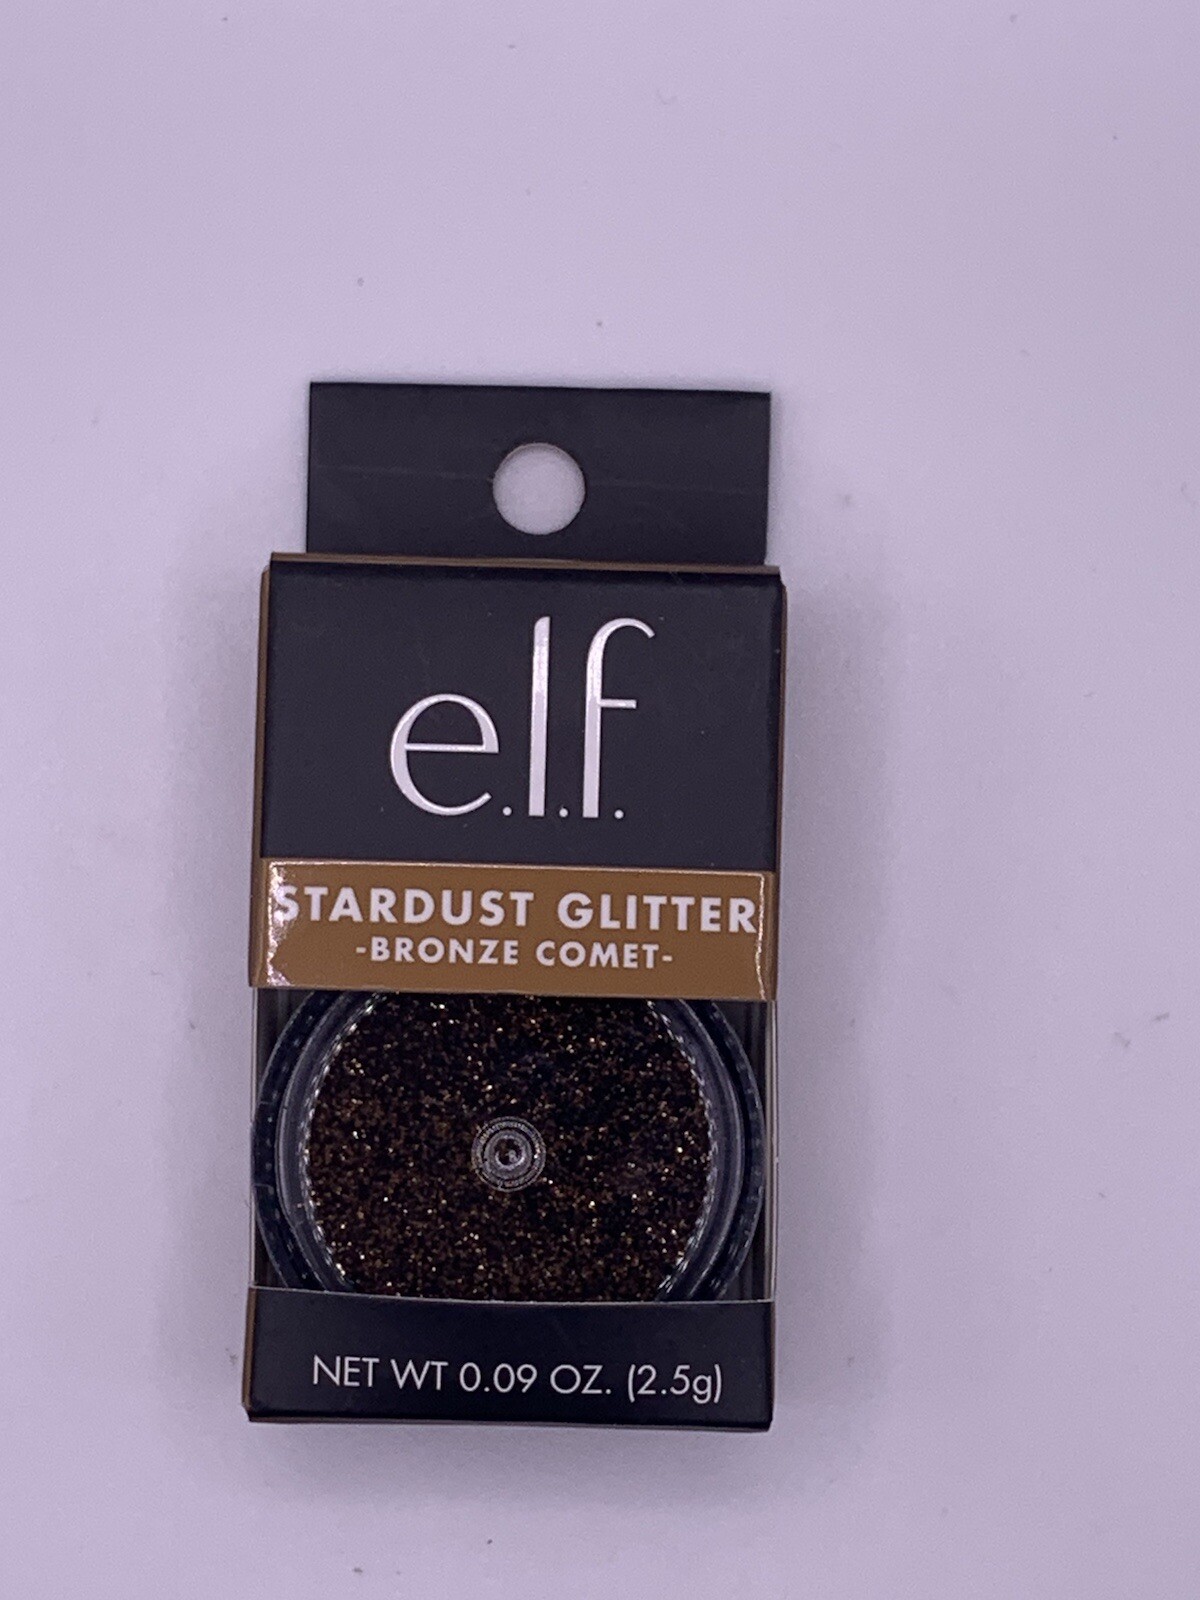 e.l.f.
STARDUST GLITTER
-BRONZE COMET-
NET WT 0.09 OZ. (2.5g)